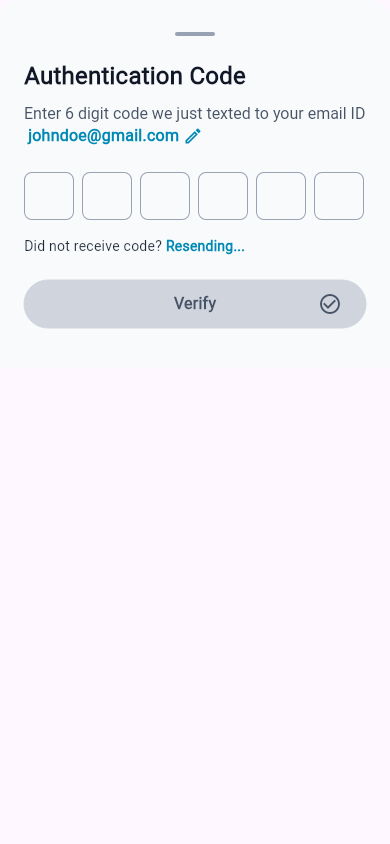 Authentication Code
Enter 6 digit code we just texted to your email ID
johndoe@gmail.com
Did not receive code? Resending...
Verify